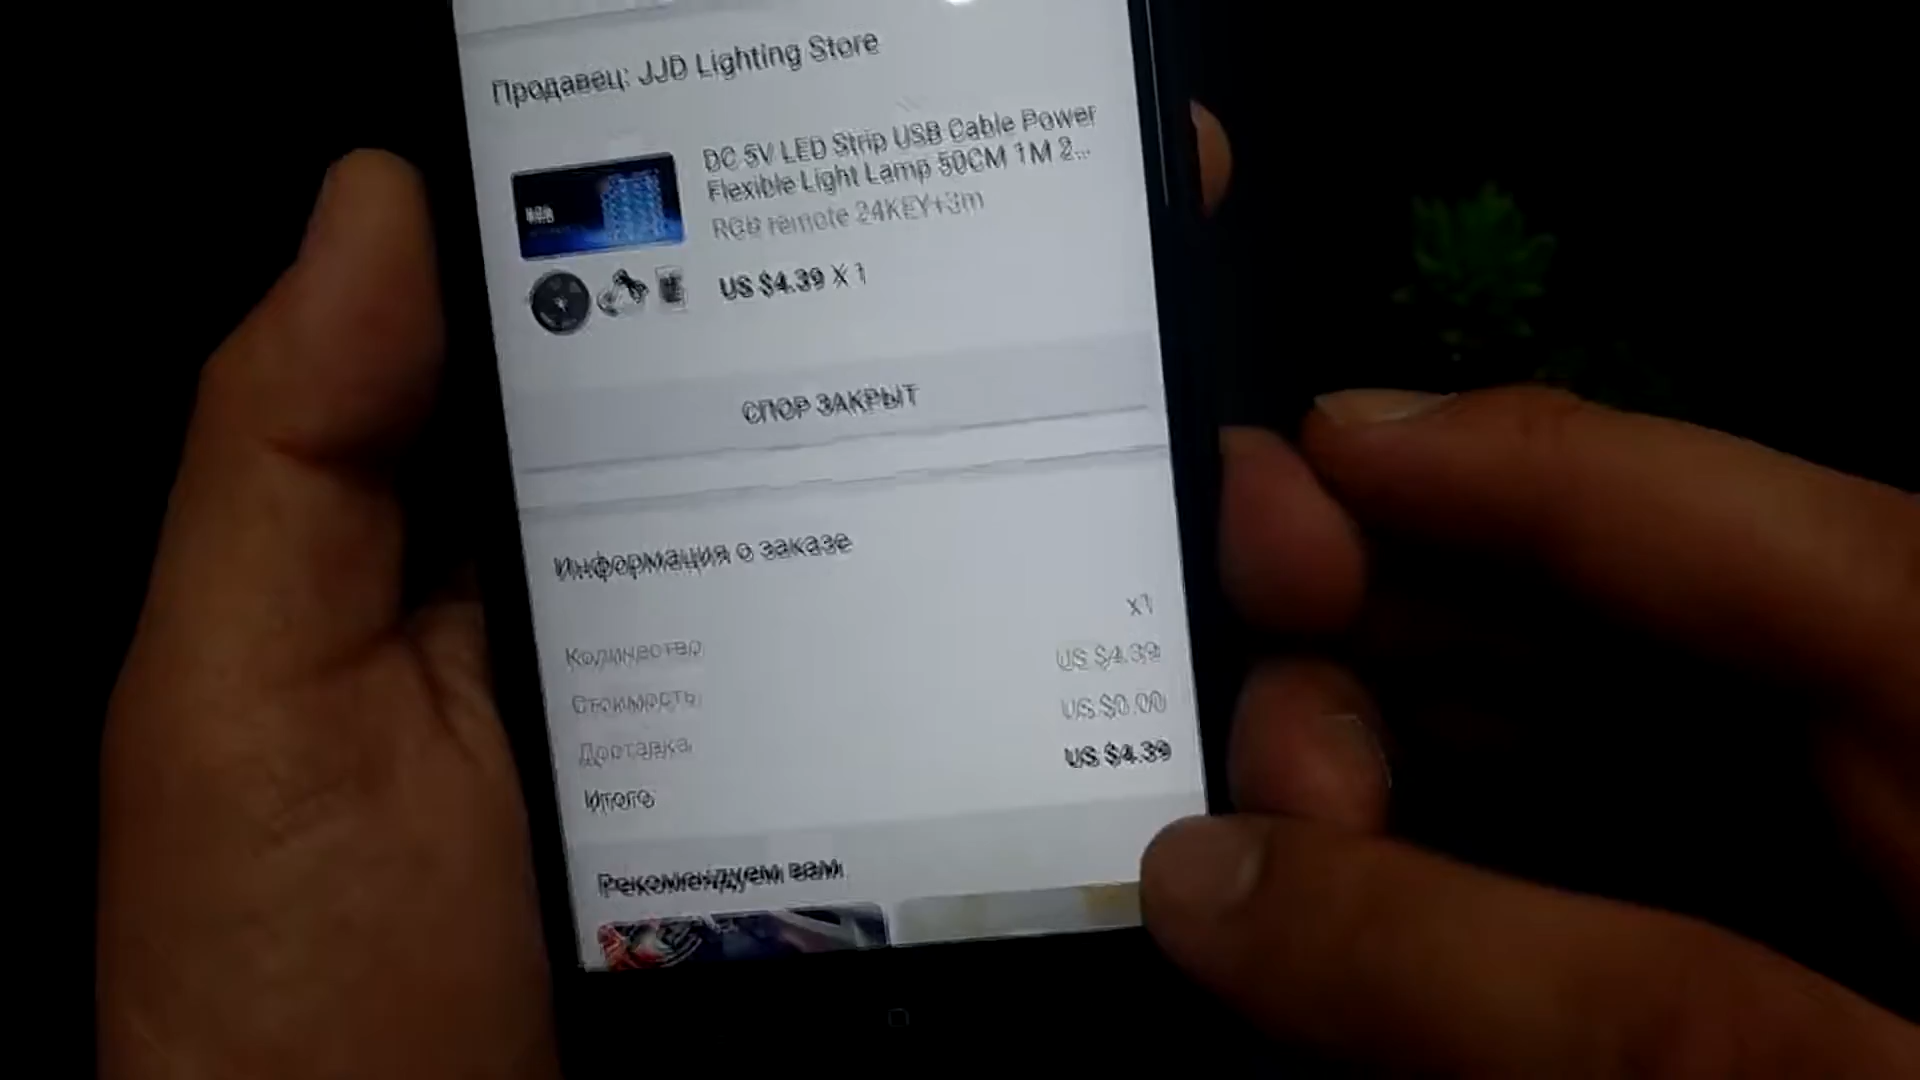 Продавец: JJD Lighting Store
DC 5V LED Strip USB Cable Power
Flexible Light Lamp 50CM 1M 2...
RGB remote 24KEY+3m
US $4.39 X 1
СПОР ЗАКРЫТ
Информация о заказе
x1
Количество
US $4.39
Стоимость
US $0.00
Доставка
US $4.39
Итого
Рекомендуем вам